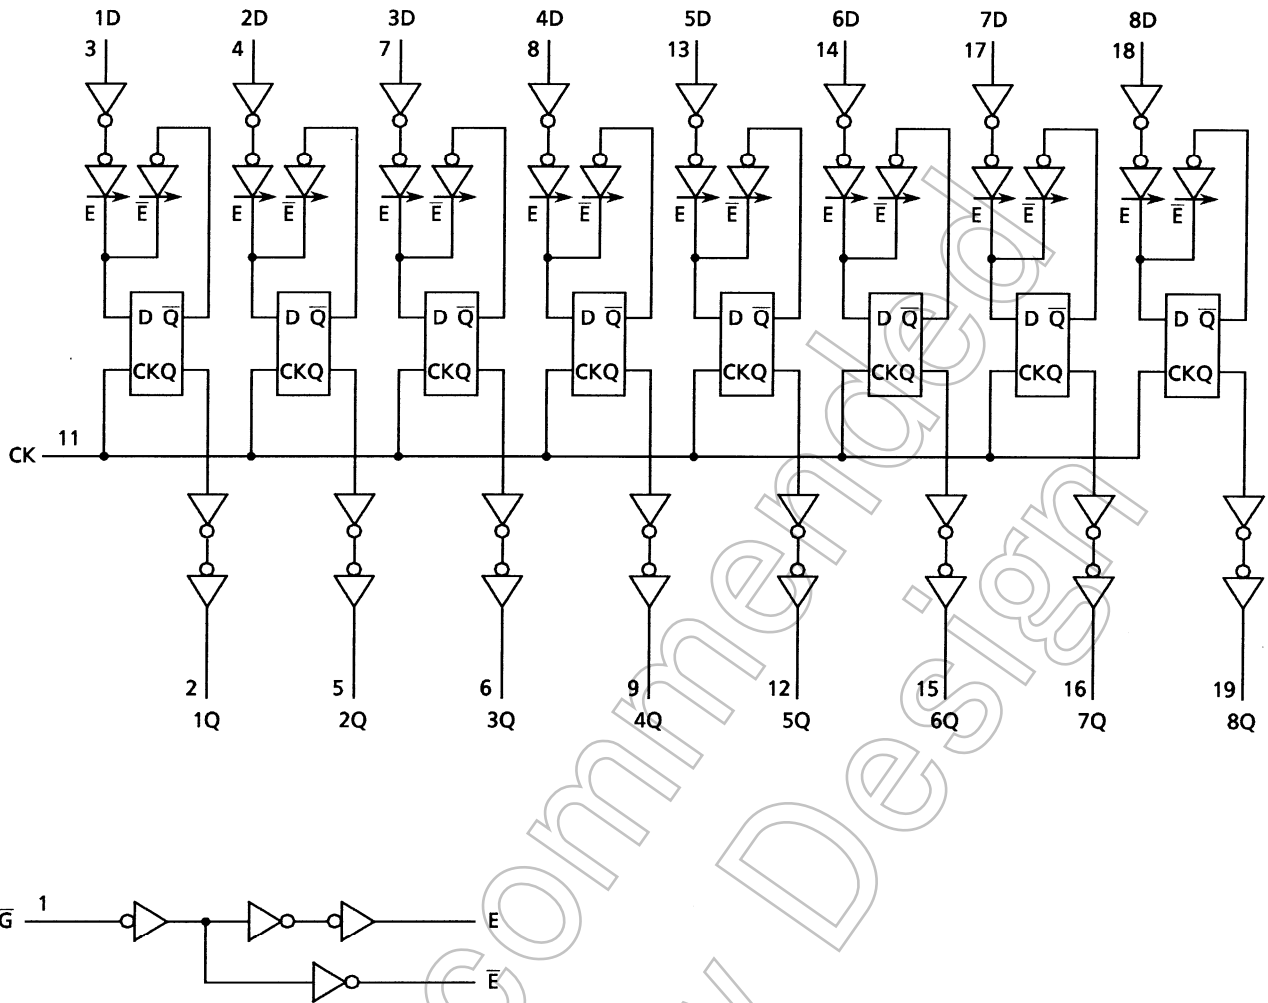 1D 2D 3D 4D 5D 6D 7D 8D
3 4 7 8 13 14 17 18
E E̅ E E̅ E E̅ E E̅ E E̅ E E̅ E E̅ E E̅
D Q̅ D Q̅ D Q̅ D Q̅ D Q̅ D Q̅ D Q̅ D Q̅
CKQ CKQ CKQ CKQ CKQ CKQ CKQ CKQ
CK 11
2 5 6 9 12 15 16 19
1Q 2Q 3Q 4Q 5Q 6Q 7Q 8Q
G̅ 1 E
E̅
commended
Design